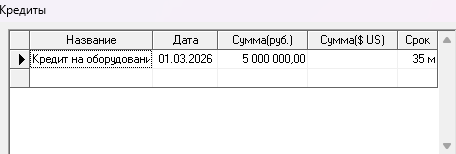 Кредиты
Название Дата Сумма(руб.) Сумма($ US) Срок
Кредит на оборудовани 01.03.2026 5 000 000,00 35 м